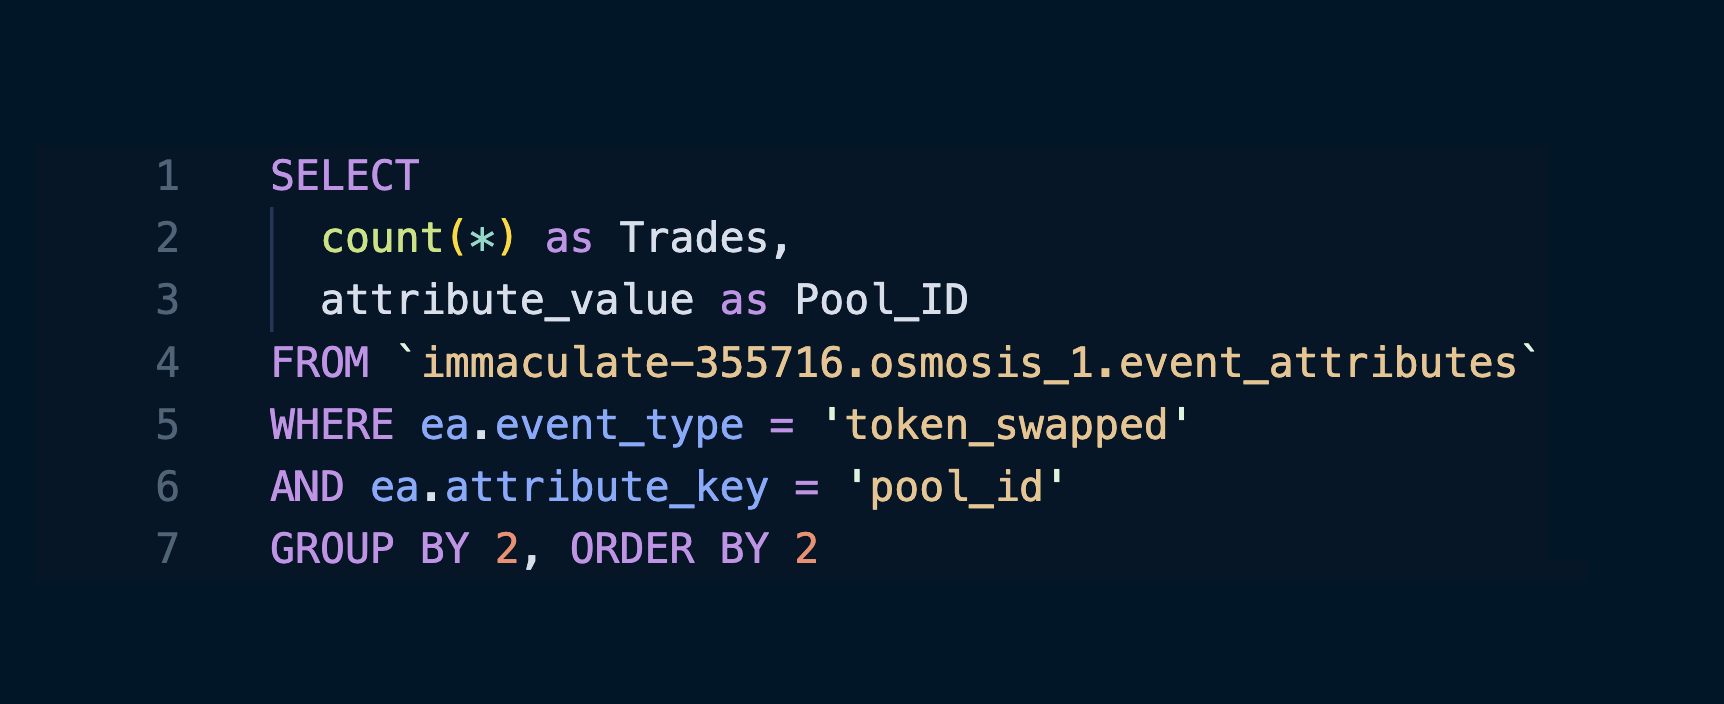 1 SELECT
2 count(*) as Trades,
3 attribute_value as Pool_ID
4 FROM `immaculate-355716.osmosis_1.event_attributes`
5 WHERE ea.event_type = 'token_swapped'
6 AND ea.attribute_key = 'pool_id'
7 GROUP BY 2, ORDER BY 2